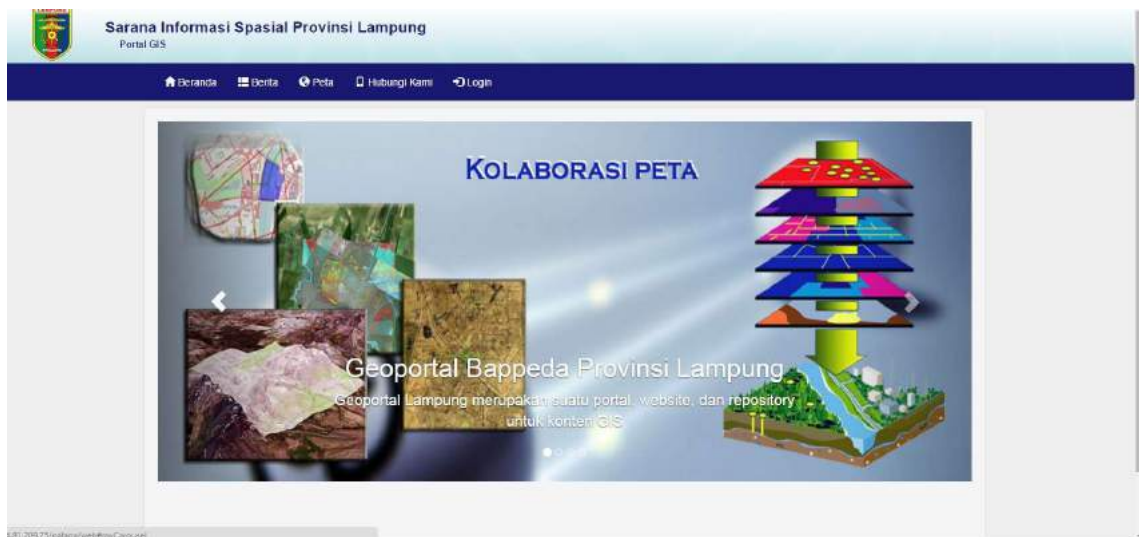 Sarana Informasi Spasial Provinsi Lampung
Portal GIS
Beranda Berita Peta Hubungi Kami Login
KOLABORASI PETA
Geoportal Bappeda Provinsi Lampung
Geoportal Lampung merupakan suatu portal, website, dan repository
untuk konten GIS